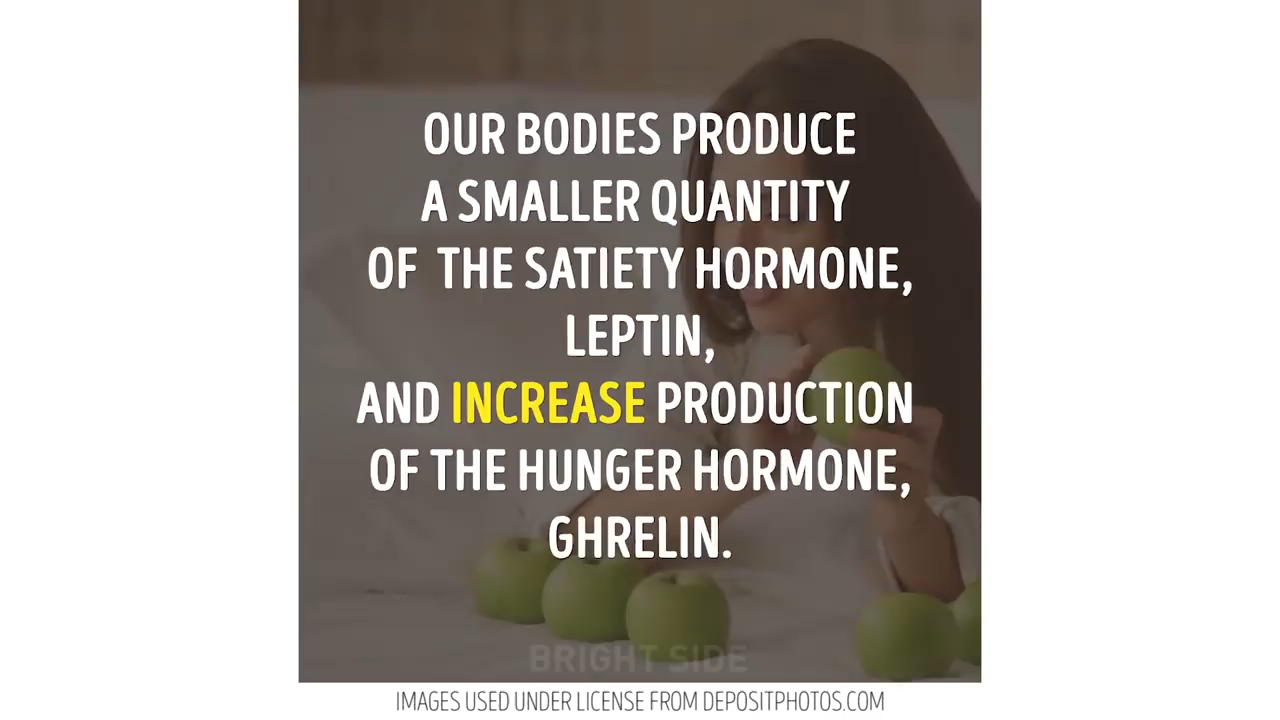 OUR BODIES PRODUCE
A SMALLER QUANTITY
OF THE SATIETY HORMONE,
LEPTIN,
AND INCREASE PRODUCTION
OF THE HUNGER HORMONE,
GHRELIN.
BRIGHT SIDE
IMAGES USED UNDER LICENSE FROM DEPOSITPHOTOS.COM